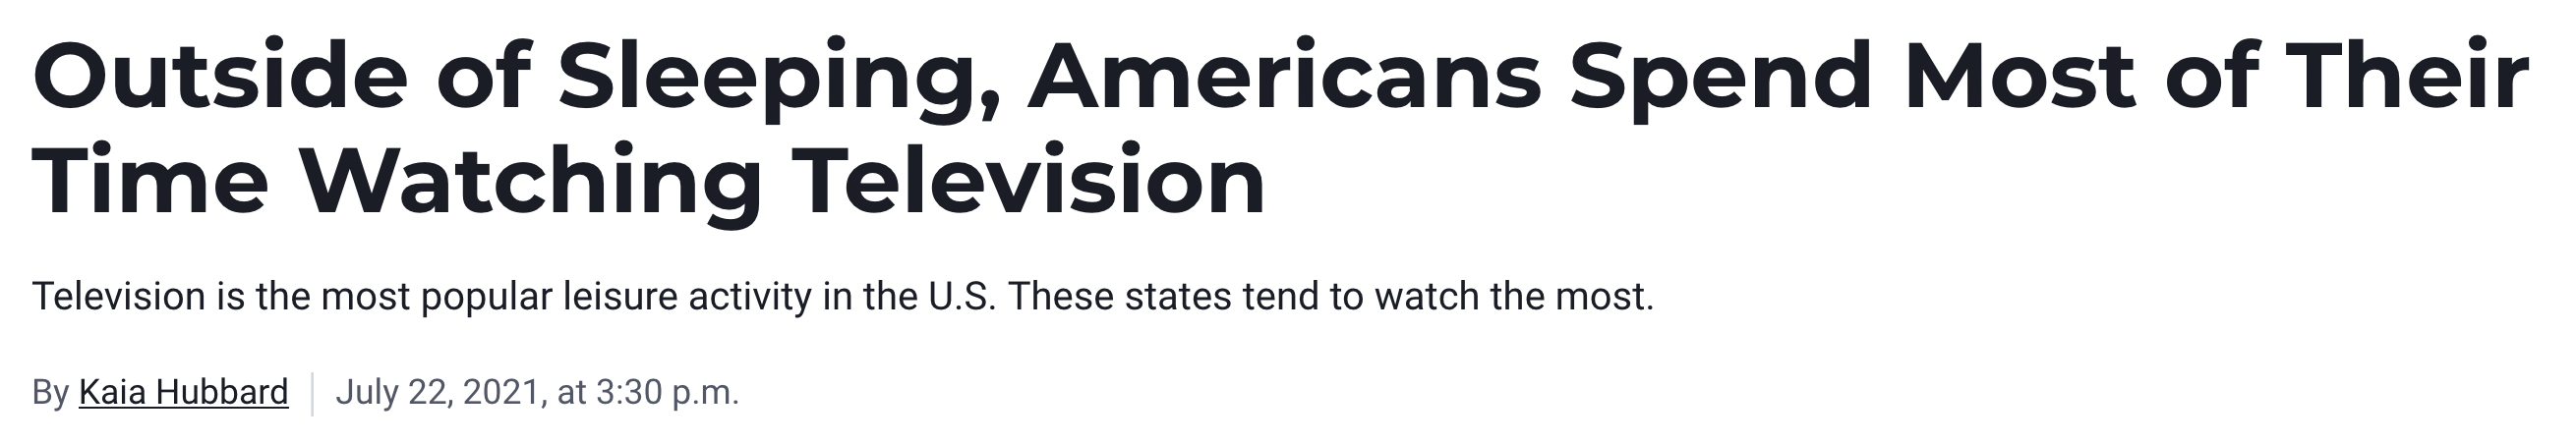 Outside of Sleeping, Americans Spend Most of Their
Time Watching Television
Television is the most popular leisure activity in the U.S. These states tend to watch the most.
By Kaia Hubbard | July 22, 2021, at 3:30 p.m.